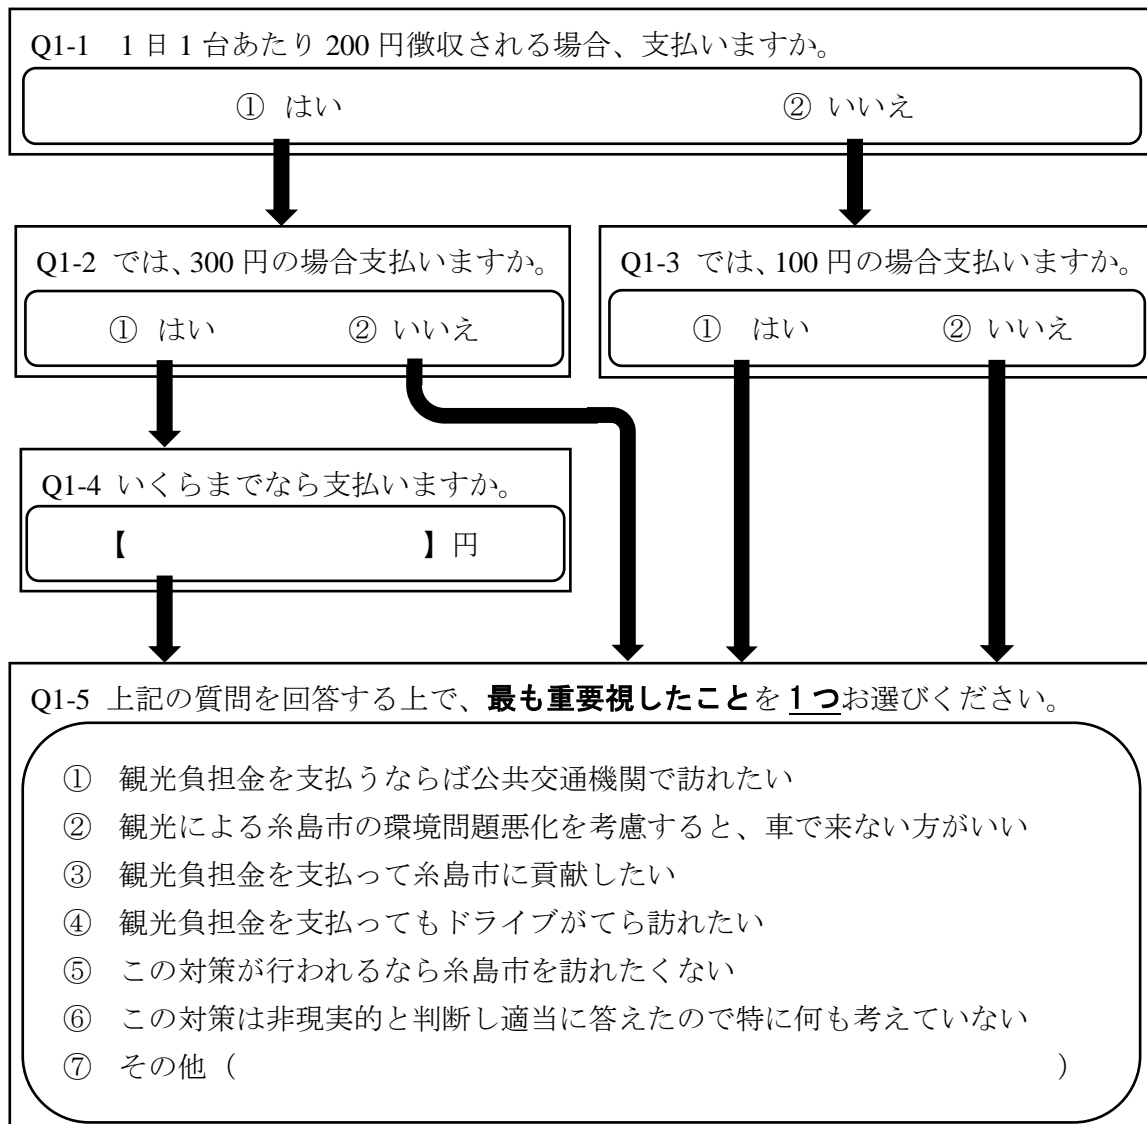 Q1-1 1日1台あたり200円徴収される場合、支払いますか。
① はい ② いいえ
Q1-2 では、300円の場合支払いますか。
① はい ② いいえ
Q1-3 では、100円の場合支払いますか。
① はい ② いいえ
Q1-4 いくらまでなら支払いますか。
【 】円
Q1-5 上記の質問を回答する上で、最も重要視したことを1つお選びください。
① 観光負担金を支払うならば公共交通機関で訪れたい
② 観光による糸島市の環境問題悪化を考慮すると、車で来ない方がいい
③ 観光負担金を支払って糸島市に貢献したい
④ 観光負担金を支払ってもドライブがてら訪れたい
⑤ この対策が行われるなら糸島市を訪れたくない
⑥ この対策は非現実的と判断し適当に答えたので特に何も考えていない
⑦ その他（ ）